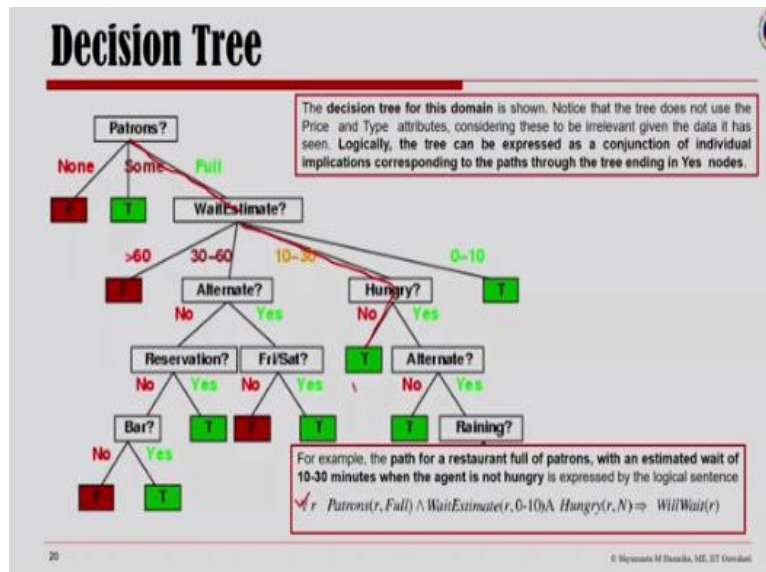 Decision Tree
The decision tree for this domain is shown. Notice that the tree does not use the
Price and Type attributes, considering these to be irrelevant given the data it has
seen. Logically, the tree can be expressed as a conjunction of individual
implications corresponding to the paths through the tree ending in Yes nodes.
Patrons?
None Some Full
F T WaitEstimate?
>60 30–60 10–30 0–10
F Alternate? Hungry? T
No Yes No Yes
Reservation? Fri/Sat? T Alternate?
No Yes No Yes No Yes
Bar? T F T T Raining?
No Yes
F T
For example, the path for a restaurant full of patrons, with an estimated wait of
10-30 minutes when the agent is not hungry is expressed by the logical sentence
r Patrons(r, Full) ∧ WaitEstimate(r, 0-10)Λ Hungry(r, N) ⇒ WillWait(r)
20